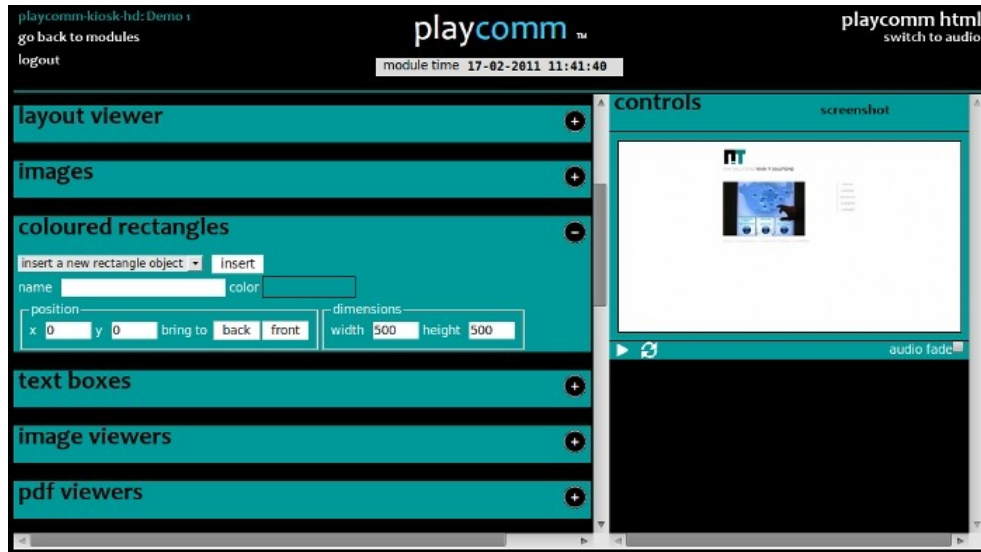 playcomm-kiosk-hd: Demo 1
go back to modules
logout
playcomm ™
module time 17-02-2011 11:41:40
playcomm html
switch to audio
layout viewer
images
coloured rectangles
insert a new rectangle object insert
name color
position
x 0 y 0 bring to back front
dimensions
width 500 height 500
text boxes
image viewers
pdf viewers
controls
screenshot
audio fade